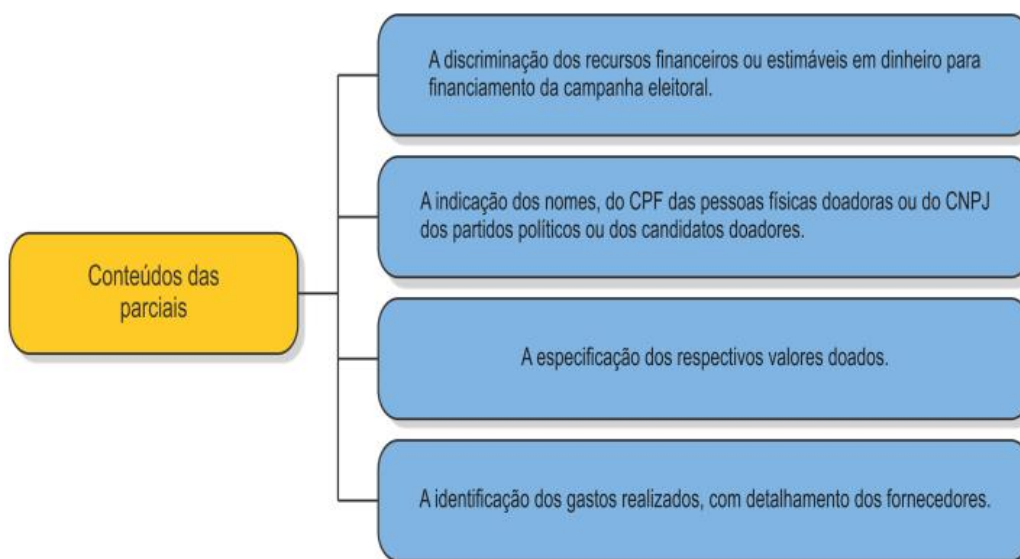 A discriminação dos recursos financeiros ou estimáveis em dinheiro para
financiamento da campanha eleitoral.
A indicação dos nomes, do CPF das pessoas físicas doadoras ou do CNPJ
dos partidos políticos ou dos candidatos doadores.
Conteúdos das
parciais
A especificação dos respectivos valores doados.
A identificação dos gastos realizados, com detalhamento dos fornecedores.